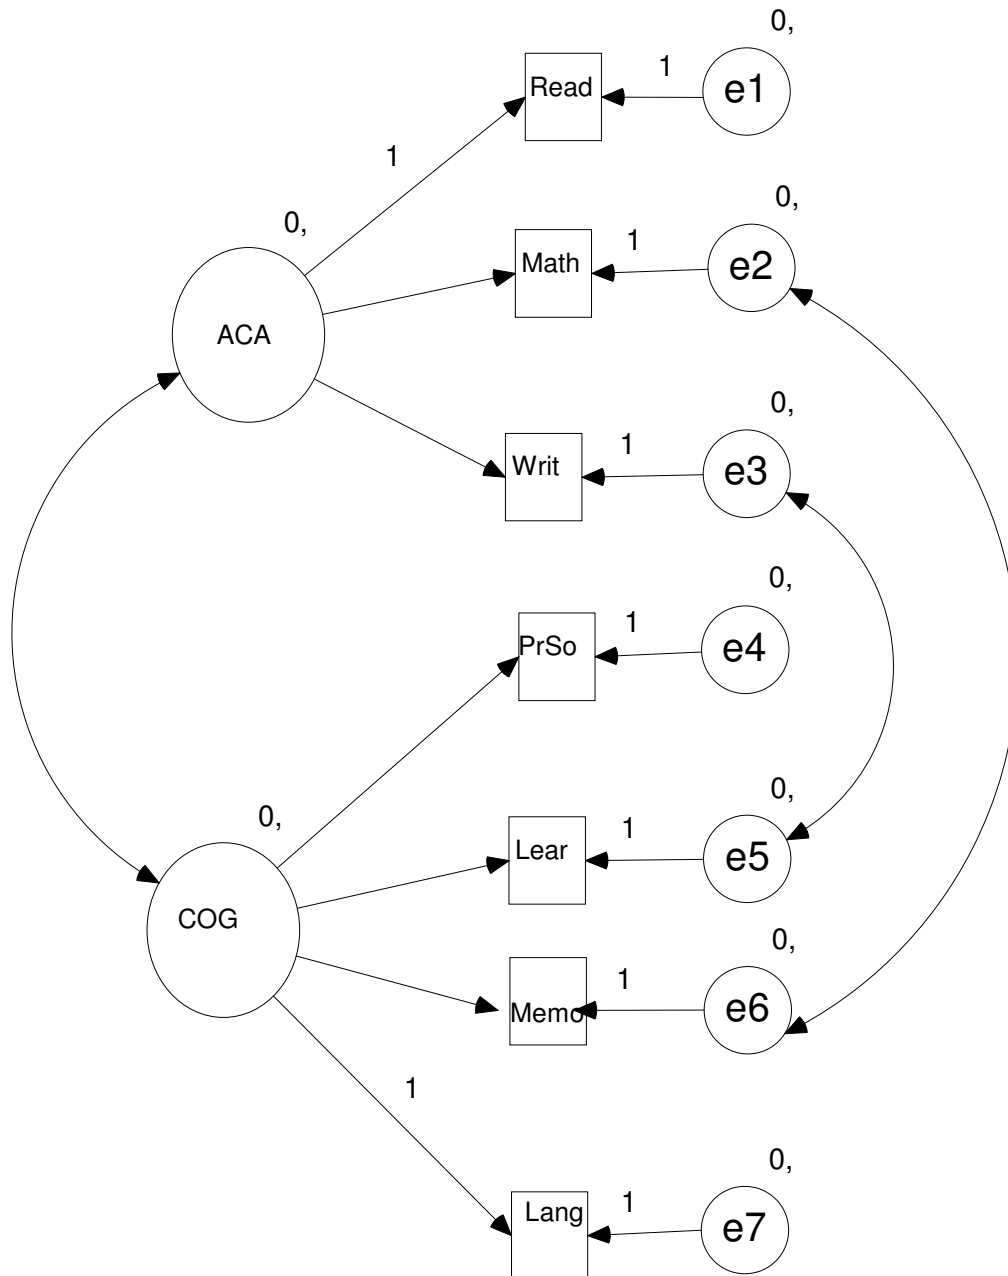 0,
Read 1 e1
1
0,
0,
Math 1 e2
ACA
0,
Writ 1 e3
0,
PrSo 1 e4
0,
0,
Lear 1 e5
COG
0,
Memo 1 e6
1
0,
Lang 1 e7